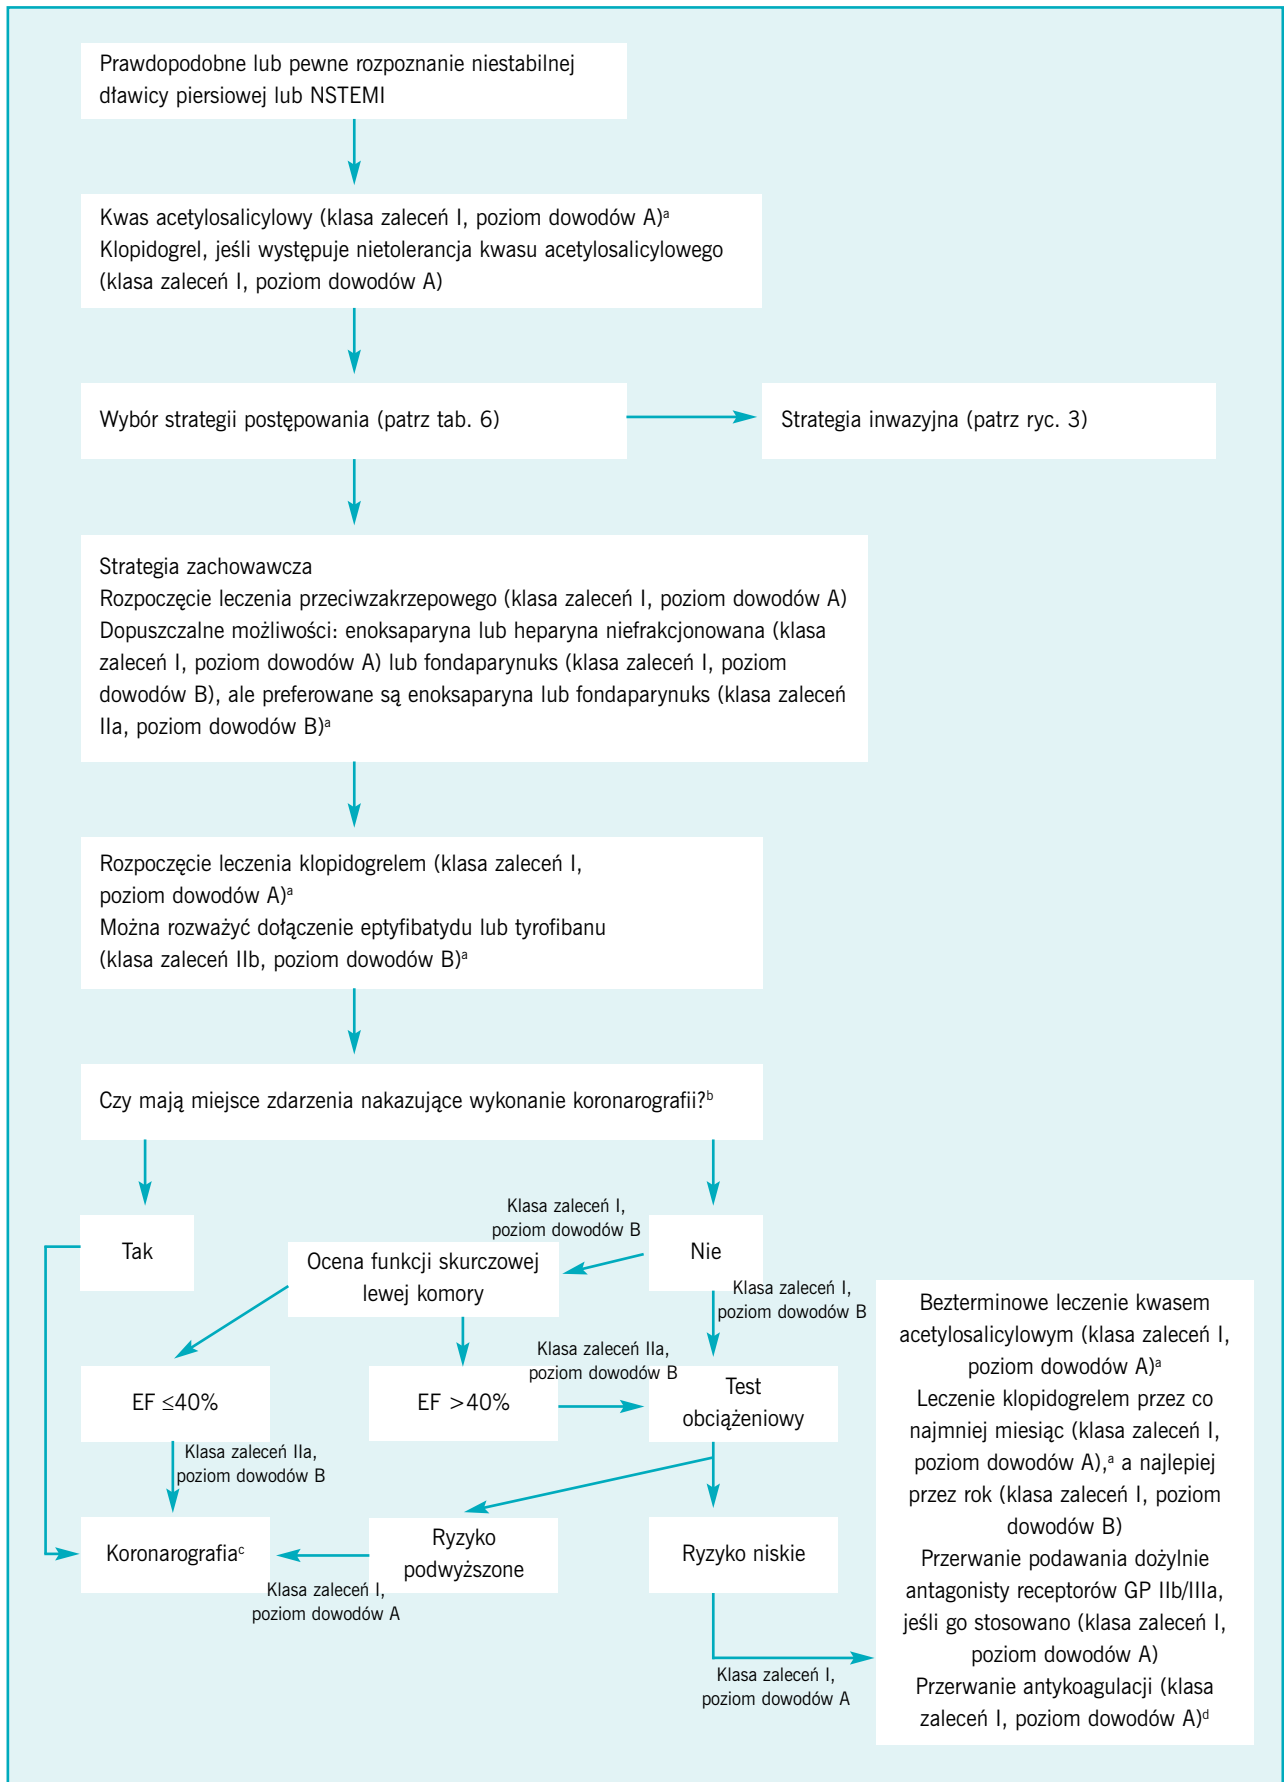 Prawdopodobne lub pewne rozpoznanie niestabilnej
dławicy piersiowej lub NSTEMI
Kwas acetylosalicylowy (klasa zaleceń I, poziom dowodów A)ᵃ
Klopidogrel, jeśli występuje nietolerancja kwasu acetylosalicylowego
(klasa zaleceń I, poziom dowodów A)
Wybór strategii postępowania (patrz tab. 6)
Strategia inwazyjna (patrz ryc. 3)
Strategia zachowawcza
Rozpoczęcie leczenia przeciwzakrzepowego (klasa zaleceń I, poziom dowodów A)
Dopuszczalne możliwości: enoksaparyna lub heparyna niefrakcjonowana (klasa
zaleceń I, poziom dowodów A) lub fondaparynuks (klasa zaleceń I, poziom
dowodów B), ale preferowane są enoksaparyna lub fondaparynuks (klasa zaleceń
IIa, poziom dowodów B)ᵃ
Rozpoczęcie leczenia klopidogrelem (klasa zaleceń I,
poziom dowodów A)ᵃ
Można rozważyć dołączenie eptyfibatydu lub tyrofibanu
(klasa zaleceń IIb, poziom dowodów B)ᵃ
Czy mają miejsce zdarzenia nakazujące wykonanie koronarografii?ᵇ
Tak
Klasa zaleceń I,
poziom dowodów B
Nie
Ocena funkcji skurczowej
lewej komory
Klasa zaleceń I,
poziom dowodów B
EF ≤40%
EF >40%
Klasa zaleceń IIa,
poziom dowodów B
Test
obciążeniowy
Klasa zaleceń IIa,
poziom dowodów B
Koronarografiaᶜ
Ryzyko
podwyższone
Klasa zaleceń I,
poziom dowodów A
Ryzyko niskie
Klasa zaleceń I,
poziom dowodów A
Bezterminowe leczenie kwasem
acetylosalicylowym (klasa zaleceń I,
poziom dowodów A)ᵃ
Leczenie klopidogrelem przez co
najmniej miesiąc (klasa zaleceń I,
poziom dowodów A),ᵃ a najlepiej
przez rok (klasa zaleceń I, poziom
dowodów B)
Przerwanie podawania dożylnie
antagonisty receptorów GP IIb/IIIa,
jeśli go stosowano (klasa zaleceń I,
poziom dowodów A)
Przerwanie antykoagulacji (klasa
zaleceń I, poziom dowodów A)ᵈ